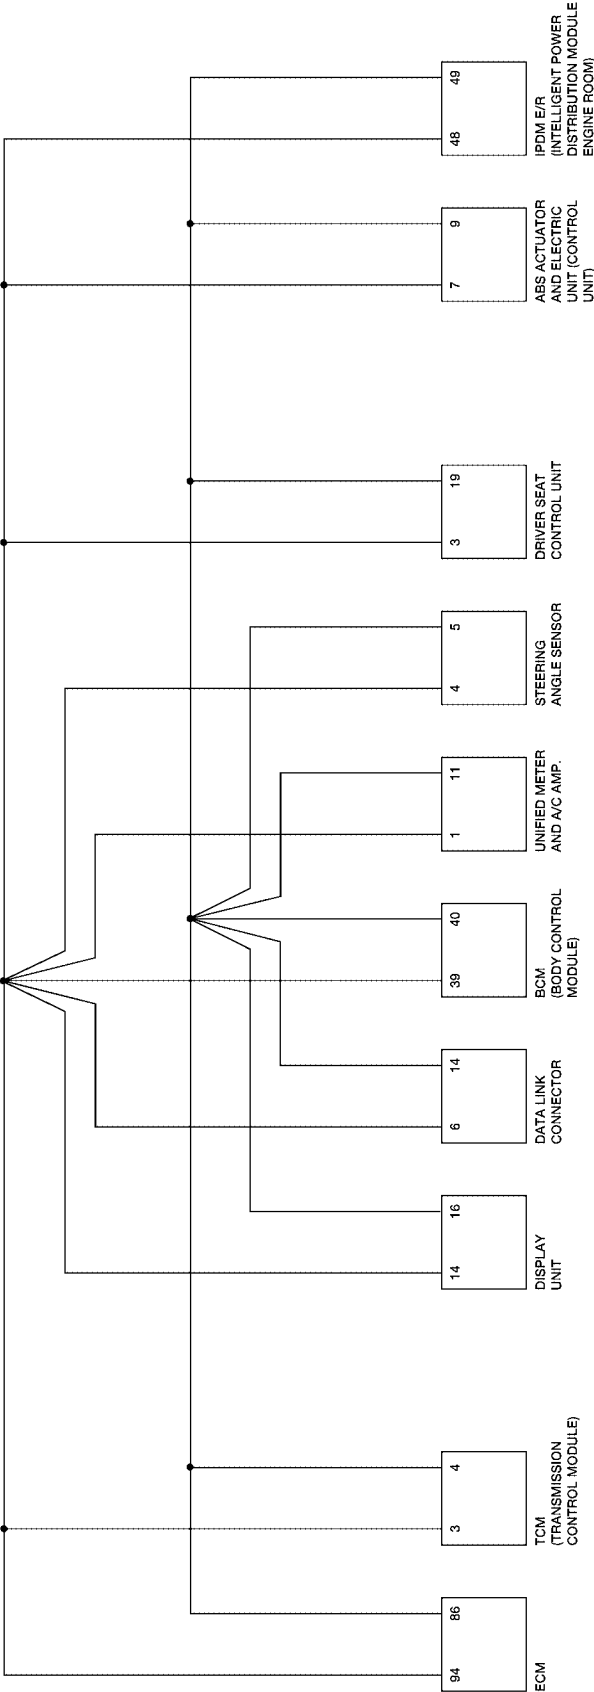 94
86
ECM
3
4
TCM
(TRANSMISSION
CONTROL MODULE)
14
16
DISPLAY
UNIT
6
14
DATA LINK
CONNECTOR
39
40
BCM
(BODY CONTROL
MODULE)
1
11
UNIFIED METER
AND A/C AMP.
4
5
STEERING
ANGLE SENSOR
3
19
DRIVER SEAT
CONTROL UNIT
7
9
ABS ACTUATOR
AND ELECTRIC
UNIT (CONTROL
UNIT)
48
49
IPDM E/R
(INTELLIGENT POWER
DISTRIBUTION MODULE
ENGINE ROOM)